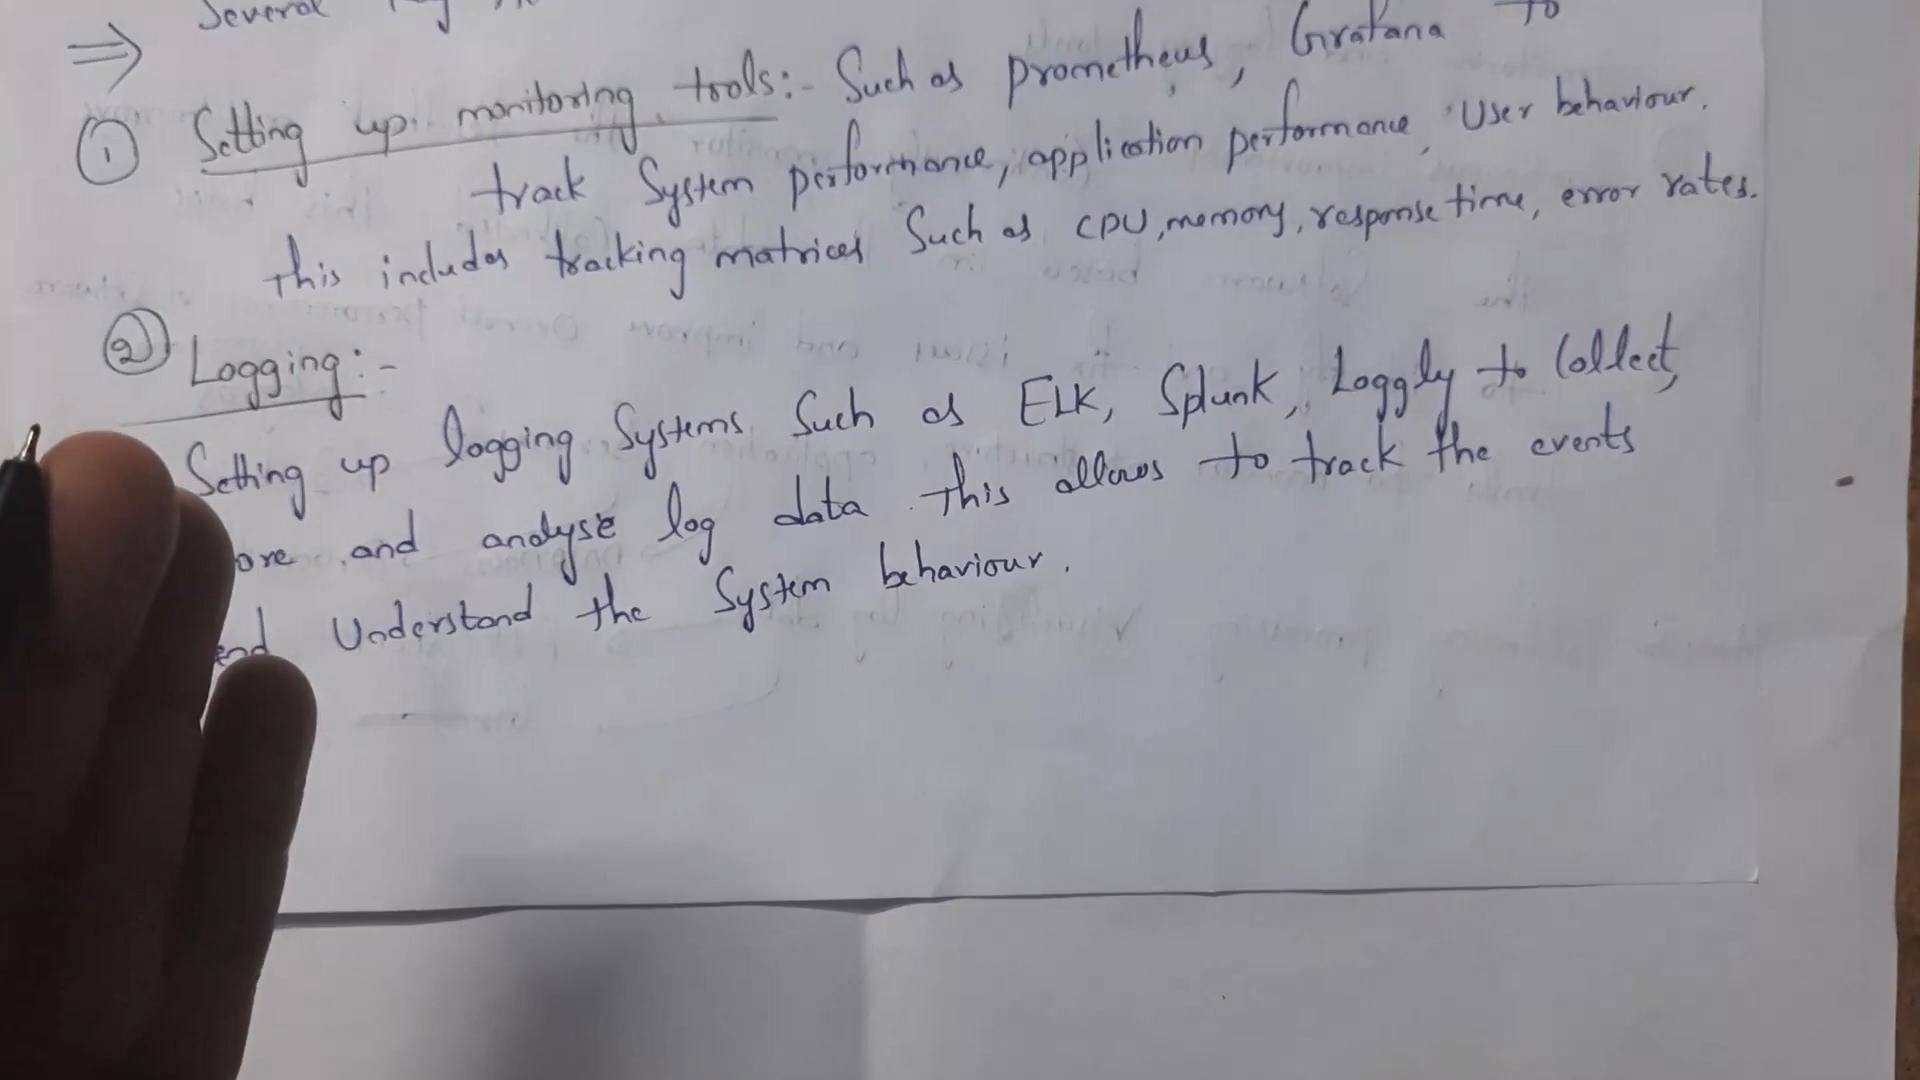 ⇒ Several
① Setting up monitoring tools:- Such as prometheus, Grafana to
track System performance, application performance, User behaviour.
this includes tracking matrices Such as CPU, memory, response time, error rates.
② Logging:-
Setting up logging Systems Such as ELK, Splunk, Loggly to Collect,
ore and analyse log data. this allows to track the events
and Understand the System behaviour.